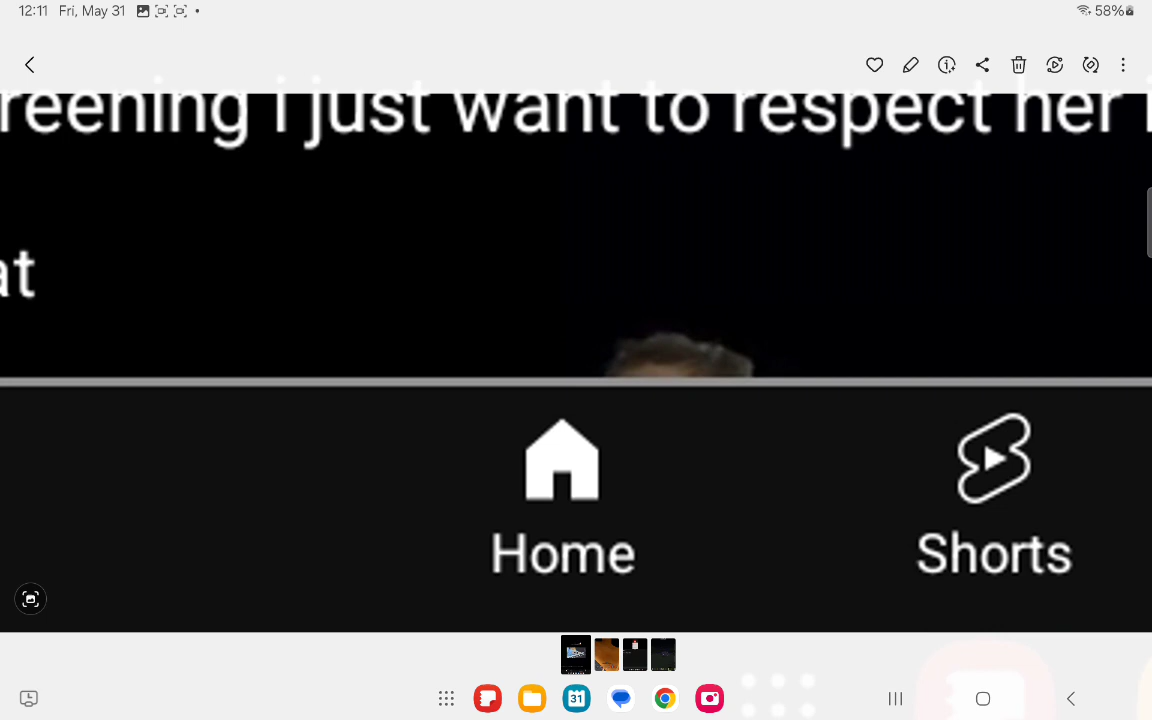 12:11 Fri, May 31
58%
reening i just want to respect her
at
Home
Shorts
31